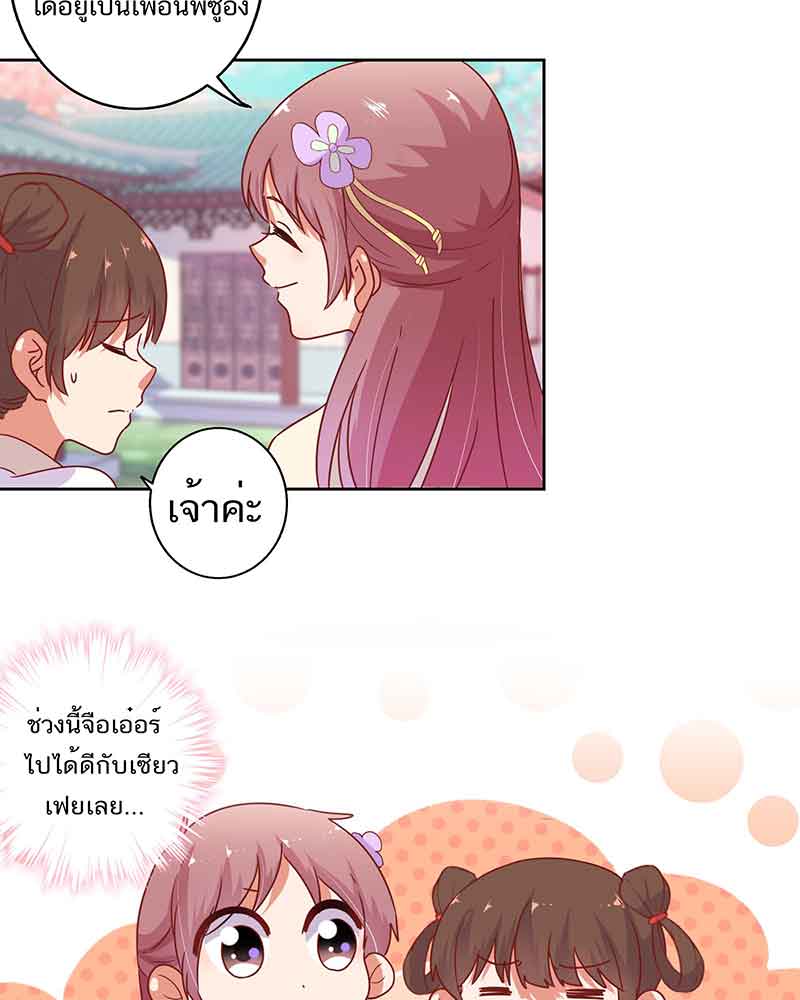 ได้อยู่เป็นเพื่อนพี่ซูอิง
เจ้าค่ะ
ช่วงนี้จือเอ๋อร์
ไปได้ดีกับเซียว
เฟยเลย...